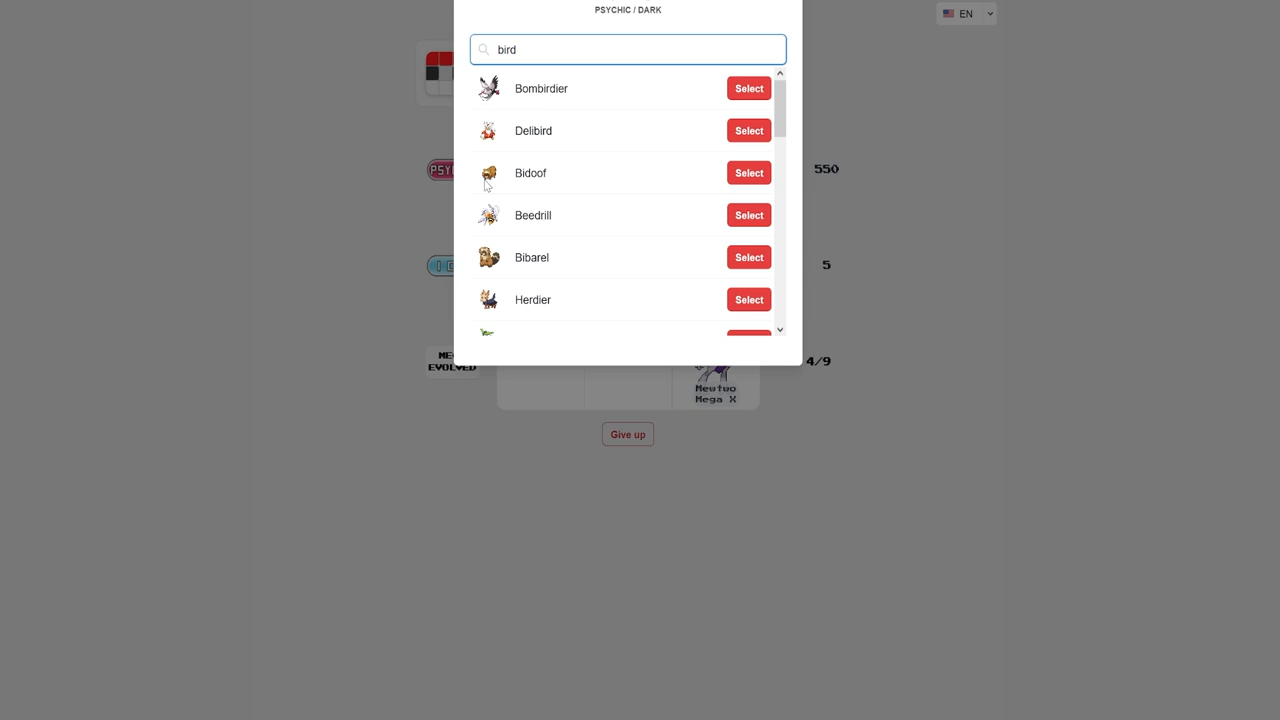 PSYCHIC / DARK
EN
bird
Bombirdier
Select
Delibird
Select
Bidoof
Select
Beedrill
Select
Bibarel
Select
Herdier
Select
550
5
4/9
EVOLVED
Mewtwo
Mega X
Give up